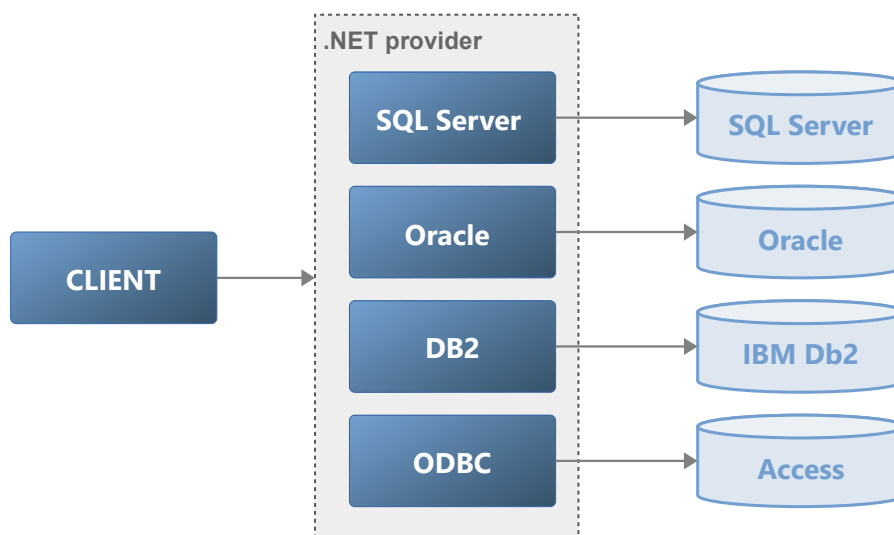 .NET provider
SQL Server
SQL Server
Oracle
Oracle
CLIENT
DB2
IBM Db2
ODBC
Access